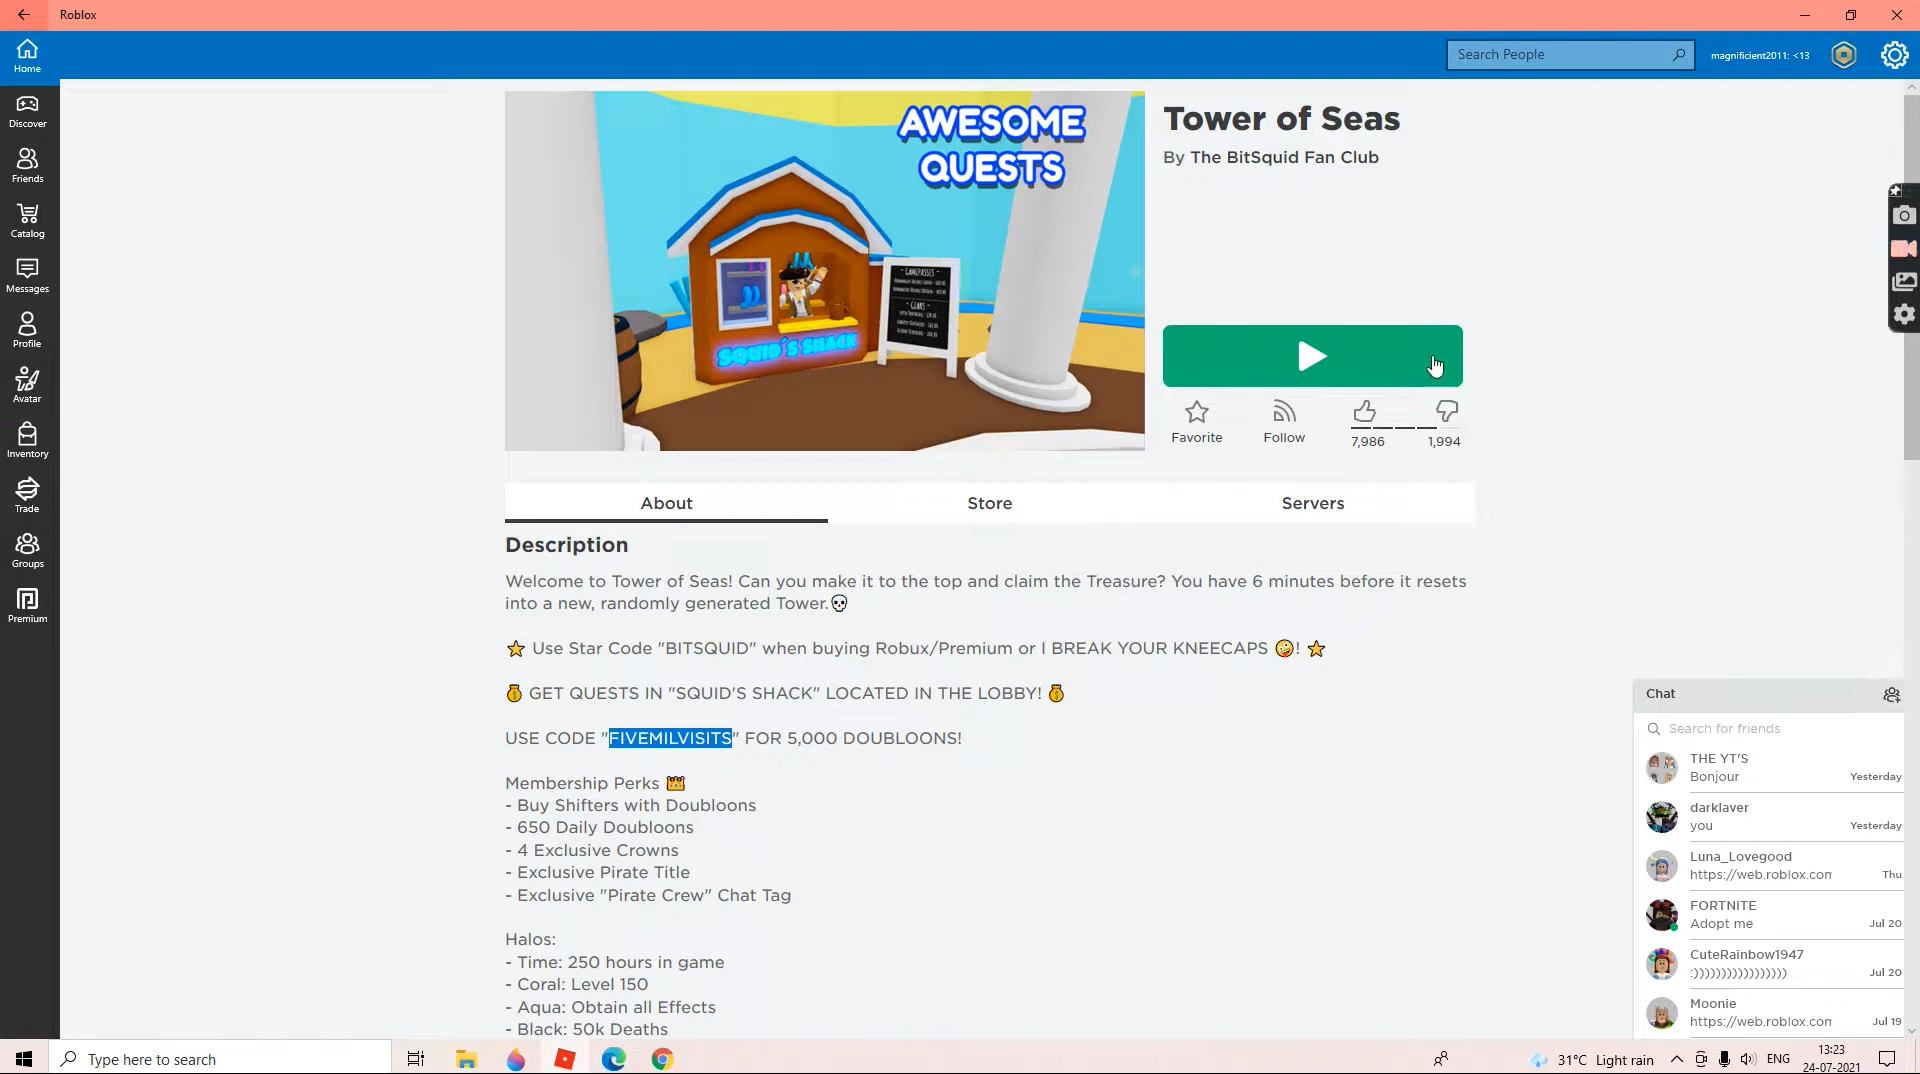 Roblox
Home
Search People
magnificient2011: <13
Discover
Friends
Catalog
Messages
Profile
Avatar
Inventory
Trade
Groups
Premium
AWESOME
QUESTS
SQUID'S SHACK
- GAMEPASSES -
- GEARS -
Tower of Seas
By The BitSquid Fan Club
Favorite
Follow
7,986
1,994
About
Store
Servers
Description
Welcome to Tower of Seas! Can you make it to the top and claim the Treasure? You have 6 minutes before it resets
into a new, randomly generated Tower.💀
⭐ Use Star Code "BITSQUID" when buying Robux/Premium or I BREAK YOUR KNEECAPS 🤪! ⭐
💰 GET QUESTS IN "SQUID'S SHACK" LOCATED IN THE LOBBY! 💰
USE CODE "FIVEMILVISITS" FOR 5,000 DOUBLOONS!
Membership Perks 👑
- Buy Shifters with Doubloons
- 650 Daily Doubloons
- 4 Exclusive Crowns
- Exclusive Pirate Title
- Exclusive "Pirate Crew" Chat Tag
Halos:
- Time: 250 hours in game
- Coral: Level 150
- Aqua: Obtain all Effects
- Black: 50k Deaths
Chat
Search for friends
THE YT'S
Bonjour
Yesterday
darklaver
you
Yesterday
Luna_Lovegood
https://web.roblox.com
Thu
FORTNITE
Adopt me
Jul 20
CuteRainbow1947
:)))))))))))))))))
Jul 20
Moonie
https://web.roblox.com
Jul 19
Type here to search
31°C Light rain
ENG
13:23
24-07-2021